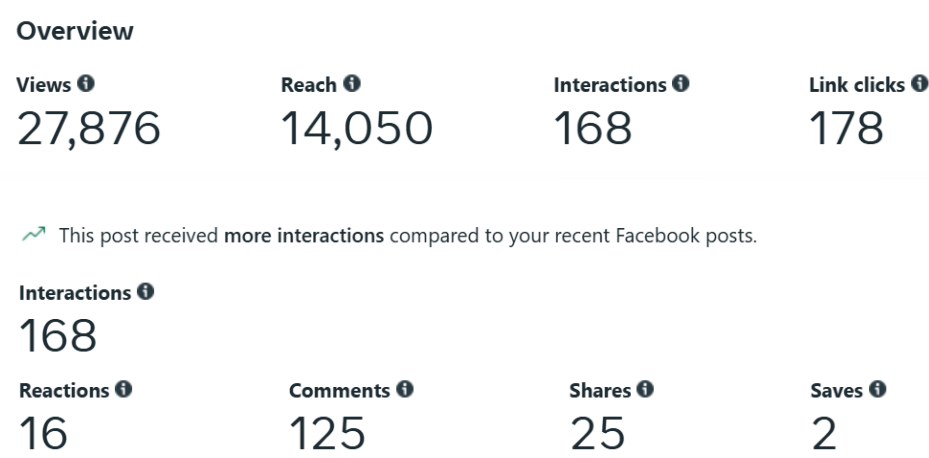 Overview
Views Reach Interactions Link clicks
27,876 14,050 168 178
This post received more interactions compared to your recent Facebook posts.
Interactions
168
Reactions Comments Shares Saves
16 125 25 2